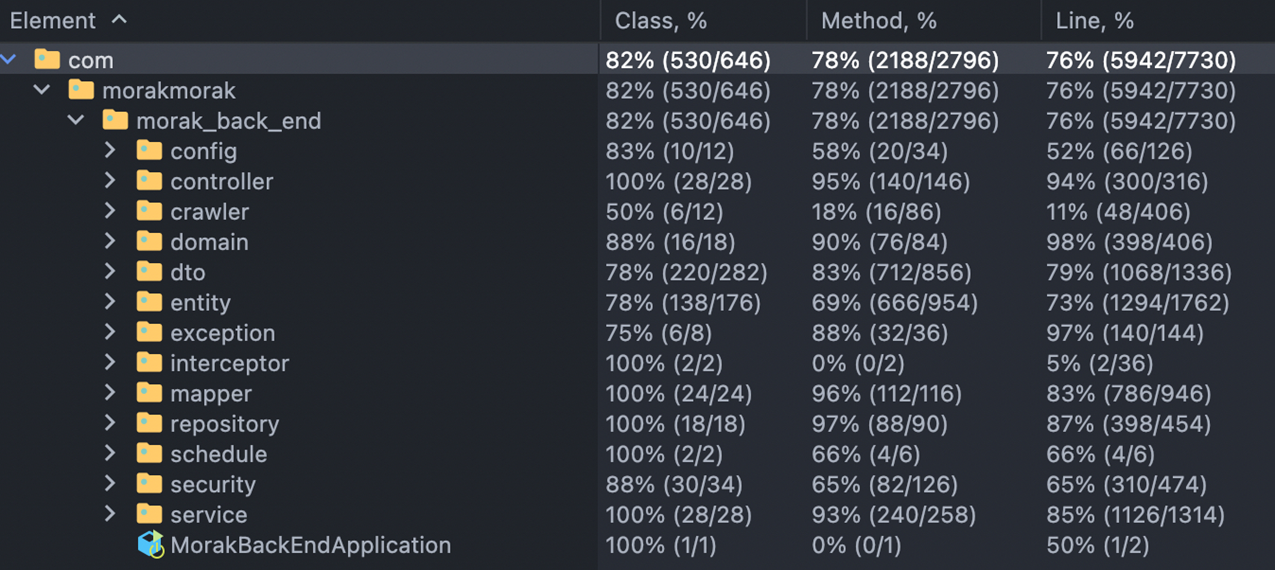 Element Class, % Method, % Line, %
com 82% (530/646) 78% (2188/2796) 76% (5942/7730)
morakmorak 82% (530/646) 78% (2188/2796) 76% (5942/7730)
morak_back_end 82% (530/646) 78% (2188/2796) 76% (5942/7730)
config 83% (10/12) 58% (20/34) 52% (66/126)
controller 100% (28/28) 95% (140/146) 94% (300/316)
crawler 50% (6/12) 18% (16/86) 11% (48/406)
domain 88% (16/18) 90% (76/84) 98% (398/406)
dto 78% (220/282) 83% (712/856) 79% (1068/1336)
entity 78% (138/176) 69% (666/954) 73% (1294/1762)
exception 75% (6/8) 88% (32/36) 97% (140/144)
interceptor 100% (2/2) 0% (0/2) 5% (2/36)
mapper 100% (24/24) 96% (112/116) 83% (786/946)
repository 100% (18/18) 97% (88/90) 87% (398/454)
schedule 100% (2/2) 66% (4/6) 66% (4/6)
security 88% (30/34) 65% (82/126) 65% (310/474)
service 100% (28/28) 93% (240/258) 85% (1126/1314)
MorakBackEndApplication 100% (1/1) 0% (0/1) 50% (1/2)